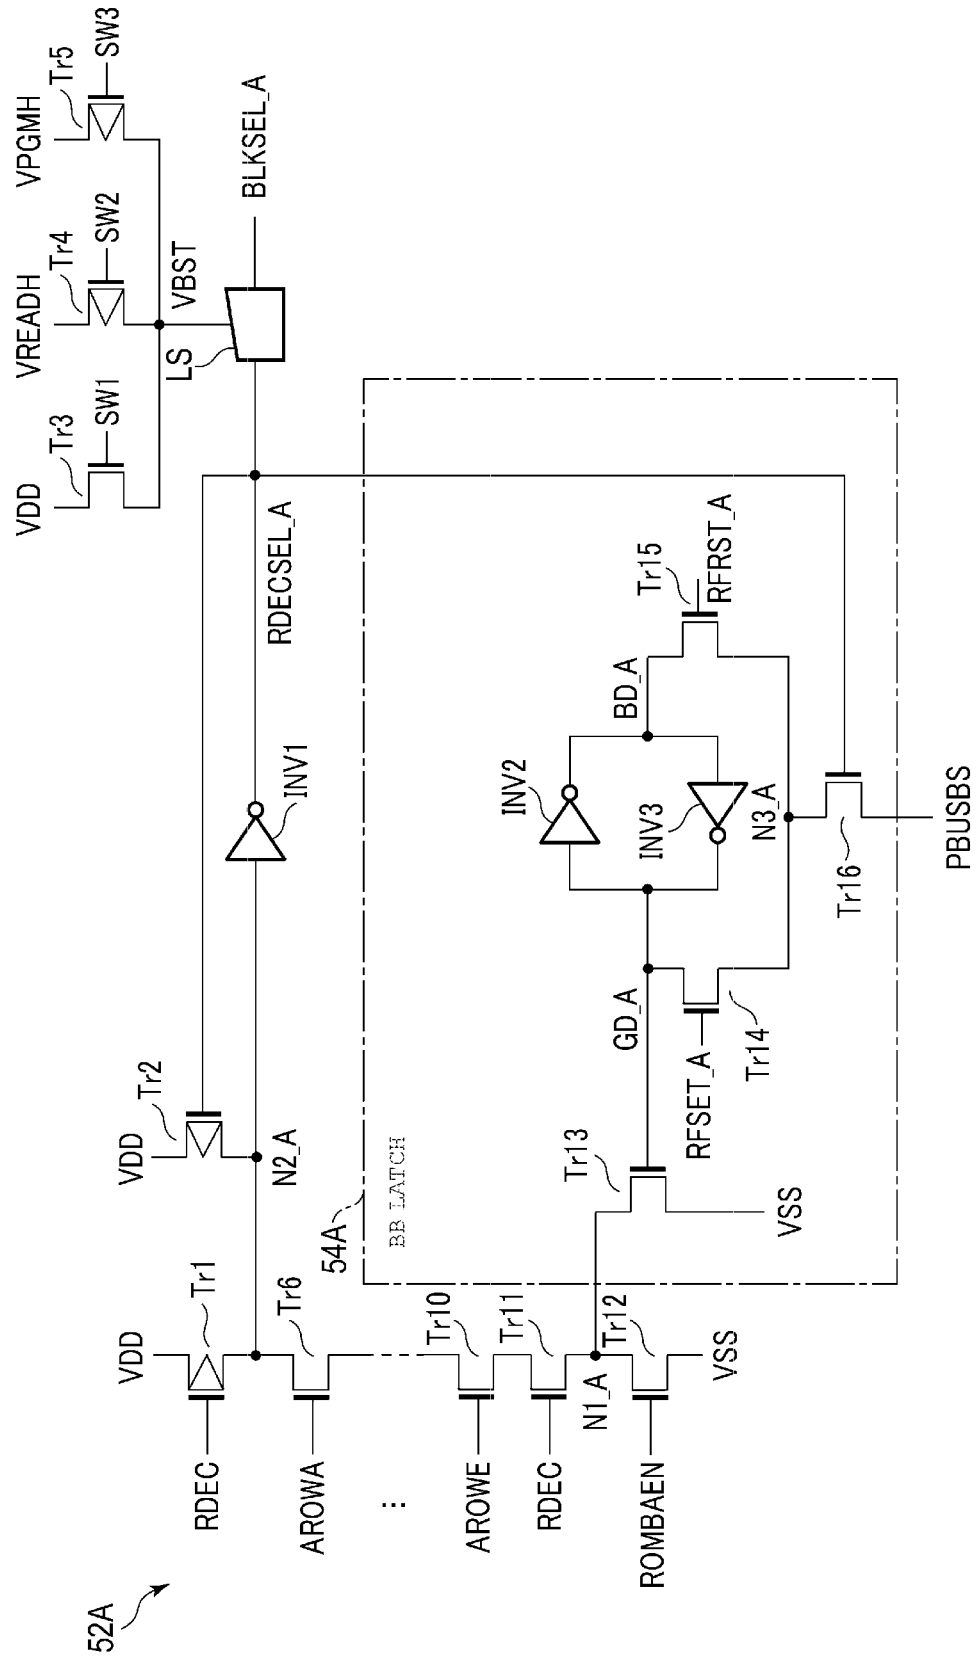 52A
RDEC
AROWA
...
AROWE
RDEC
ROMBAEN
VDD
Tr1
Tr6
Tr10
Tr11
N1_A
Tr12
VSS
VDD
Tr2
N2_A
54A
BB LATCH
Tr13
VSS
RFSET_A
Tr14
GD_A
INV1
INV2
INV3
N3_A
Tr16
PBUSBS
BD_A
Tr15
RFRST_A
RDECSEL_A
LS
VBST
BLKSEL_A
VDD
Tr3
SW1
VREADH
Tr4
SW2
VPGMH
Tr5
SW3